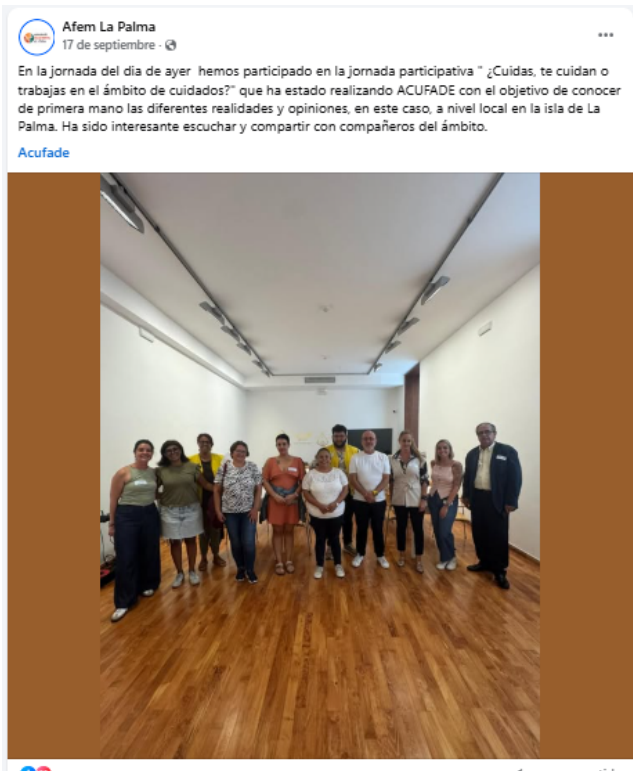 Afem La Palma
17 de septiembre
En la jornada del dia de ayer hemos participado en la jornada participativa " ¿Cuidas, te cuidan o
trabajas en el ámbito de cuidados?" que ha estado realizando ACUFADE con el objetivo de conocer
de primera mano las diferentes realidades y opiniones, en este caso, a nivel local en la isla de La
Palma. Ha sido interesante escuchar y compartir con compañeros del ámbito.
Acufade